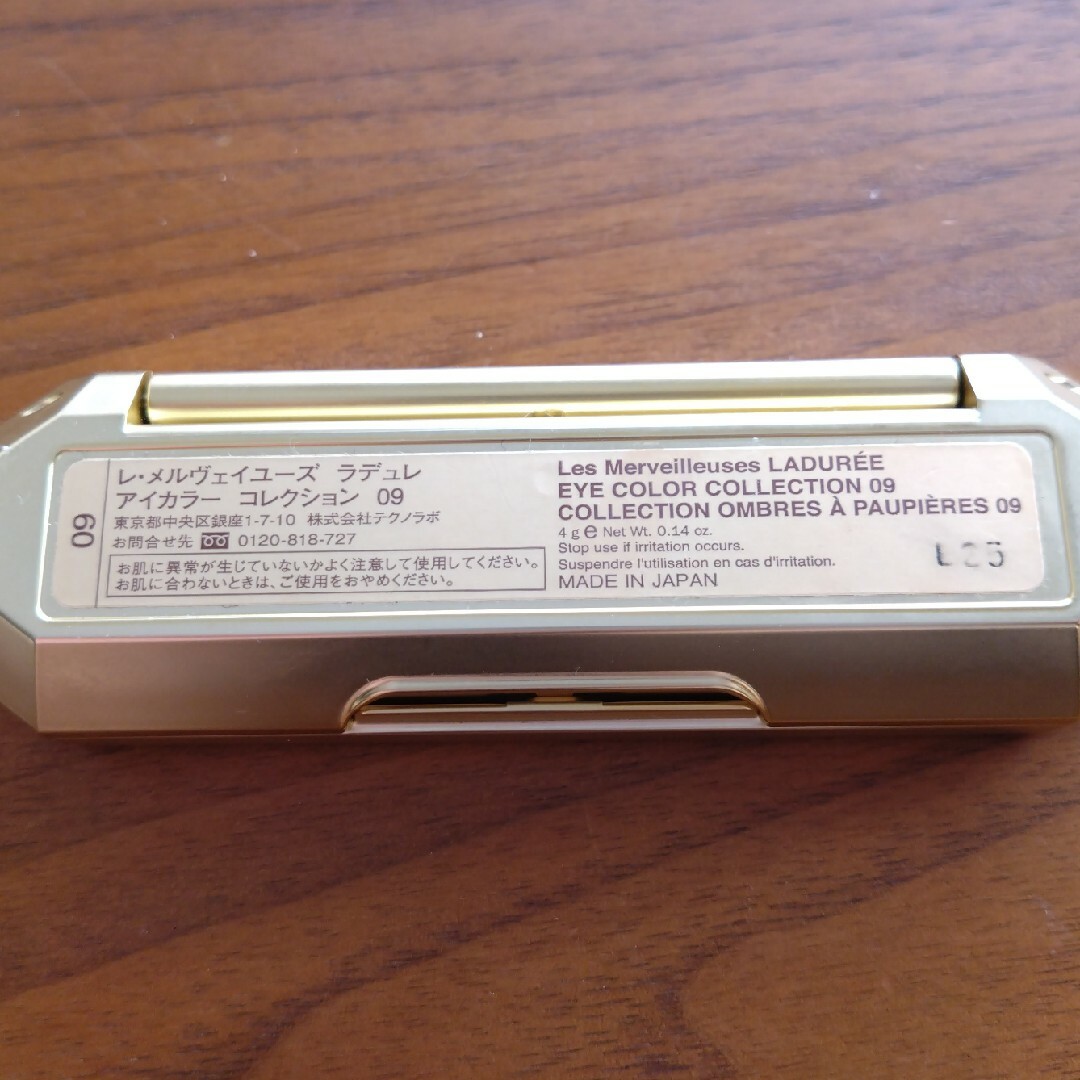 09
レ・メルヴェイユーズ ラデュレ
アイカラー コレクション 09
東京都中央区銀座1-7-10 株式会社テクノラボ
お問合せ先 0120-818-727
お肌に異常が生じていないかよく注意して使用してください。
お肌に合わないときは、ご使用をおやめください。
Les Merveilleuses LADURÉE
EYE COLOR COLLECTION 09
COLLECTION OMBRES À PAUPIÈRES 09
4 g ℮ Net Wt. 0.14 oz.
Stop use if irritation occurs.
Suspendre l'utilisation en cas d'irritation.
MADE IN JAPAN